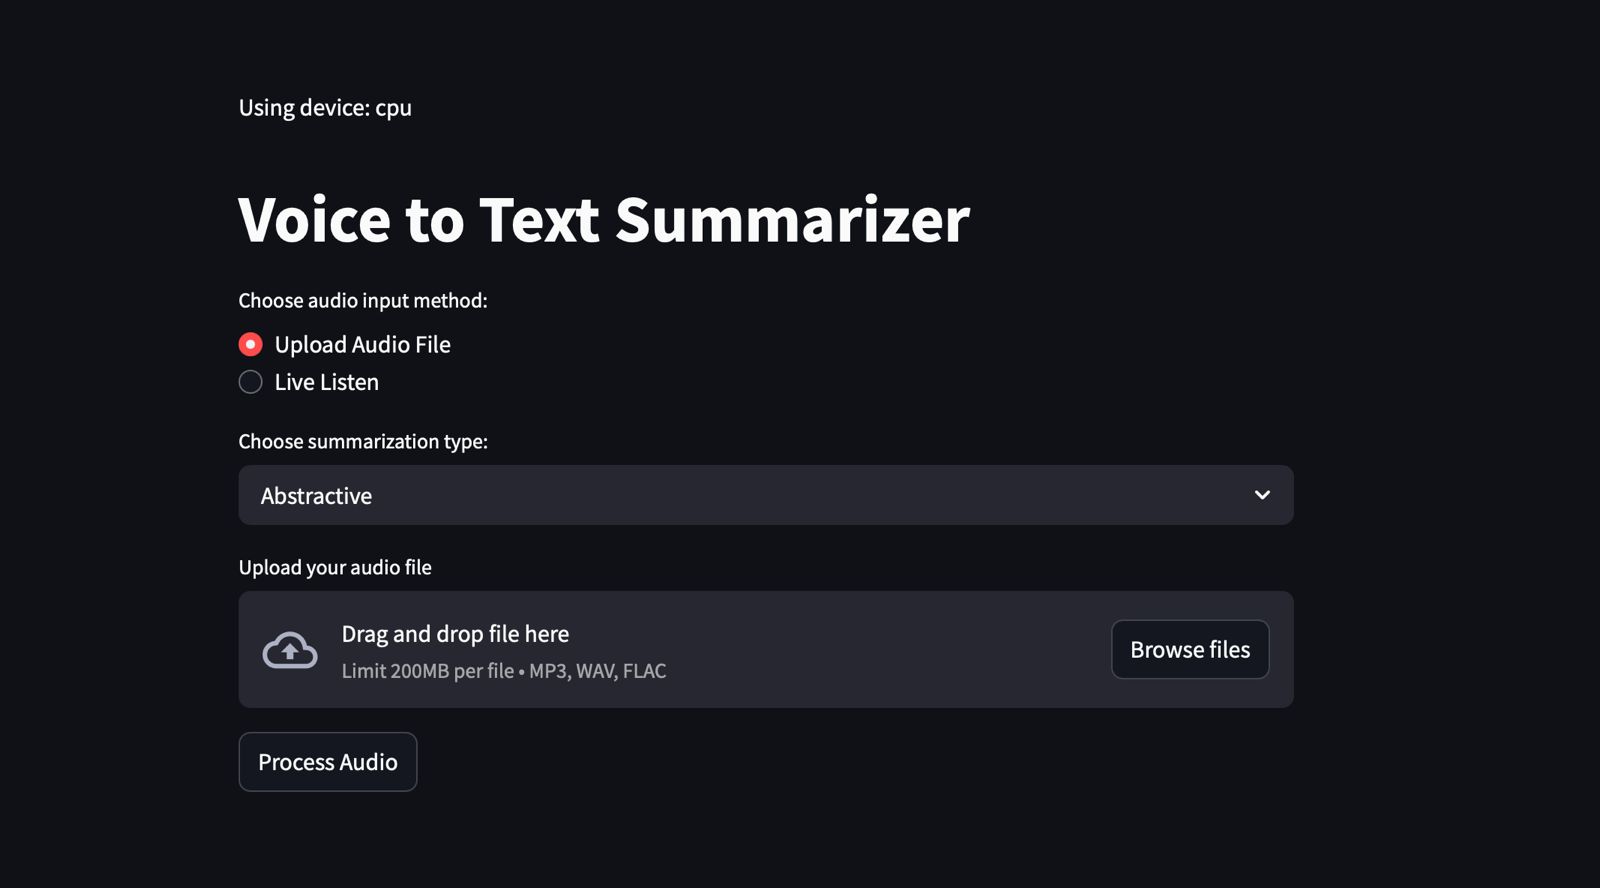 Using device: cpu
Voice to Text Summarizer
Choose audio input method:
Upload Audio File
Live Listen
Choose summarization type:
Abstractive
Upload your audio file
Drag and drop file here
Limit 200MB per file • MP3, WAV, FLAC
Browse files
Process Audio